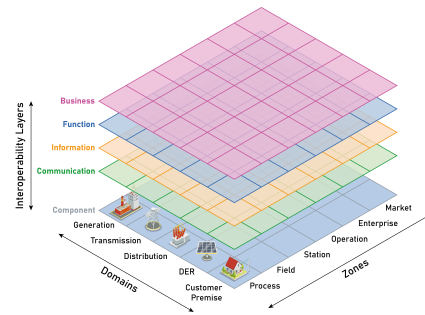 Interoperability Layers
Business
Function
Information
Communication
Component
Generation
Transmission
Distribution
DER
Customer
Premise
Domains
Process
Field
Station
Operation
Enterprise
Market
Zones